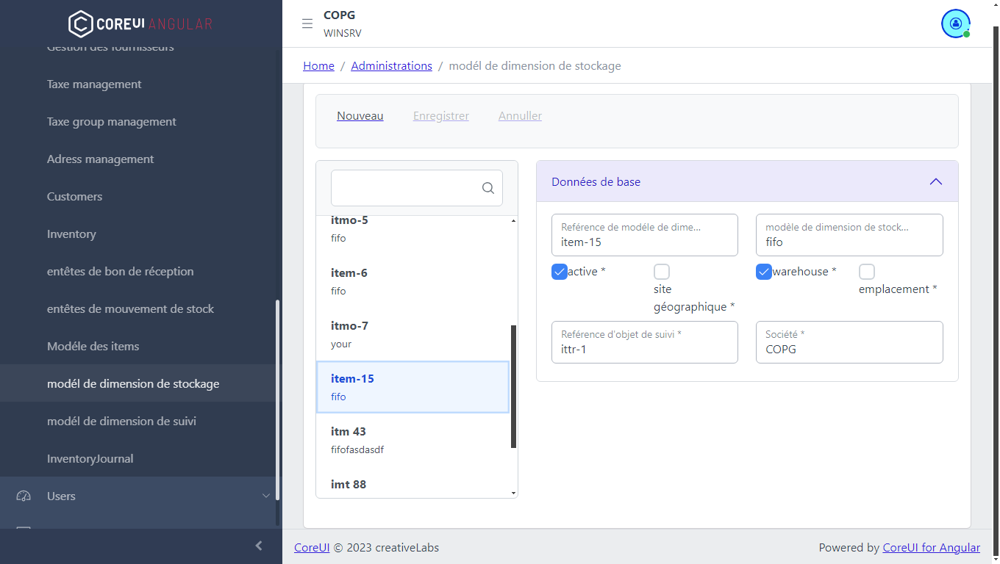 COREUI ANGULAR
Gestion des fournisseurs
Taxe management
Taxe group management
Adress management
Customers
Inventory
entêtes de bon de réception
entêtes de mouvement de stock
Modéle des items
modél de dimension de stockage
modél de dimension de suivi
InventoryJournal
Users
COPG
WINSRV
Home / Administrations / modél de dimension de stockage
Nouveau Enregistrer Annuller
itmo-5
fifo
item-6
fifo
itmo-7
your
item-15
fifo
itm 43
fifofasdasdf
imt 88
Données de base
Reférence de modéle de dime...
item-15
modèle de dimension de stock...
fifo
active *
site
géographique *
warehouse *
emplacement *
Reférence d'objet de suivi *
ittr-1
Société *
COPG
CoreUI © 2023 creativeLabs
Powered by CoreUI for Angular